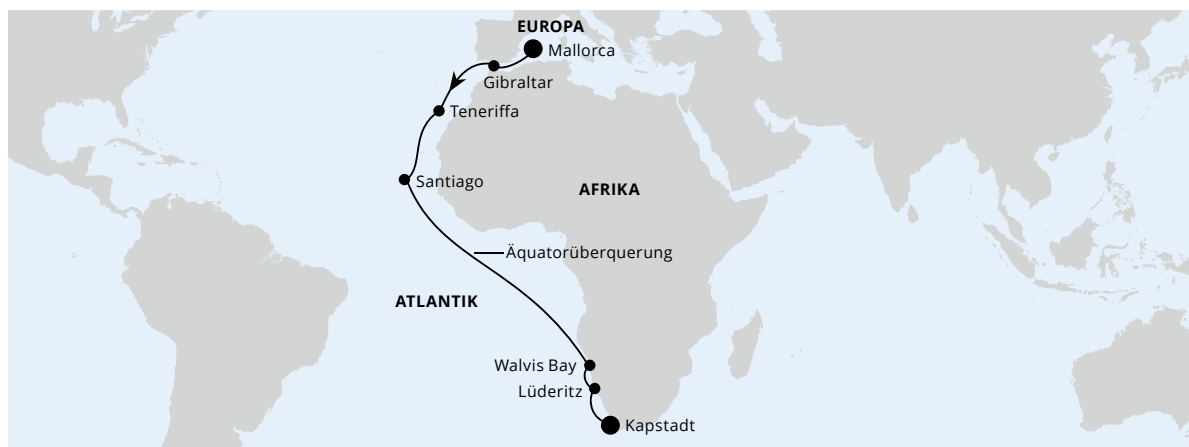 EUROPA
Mallorca
Gibraltar
Teneriffa
Santiago
AFRIKA
Äquatorüberquerung
ATLANTIK
Walvis Bay
Lüderitz
Kapstadt